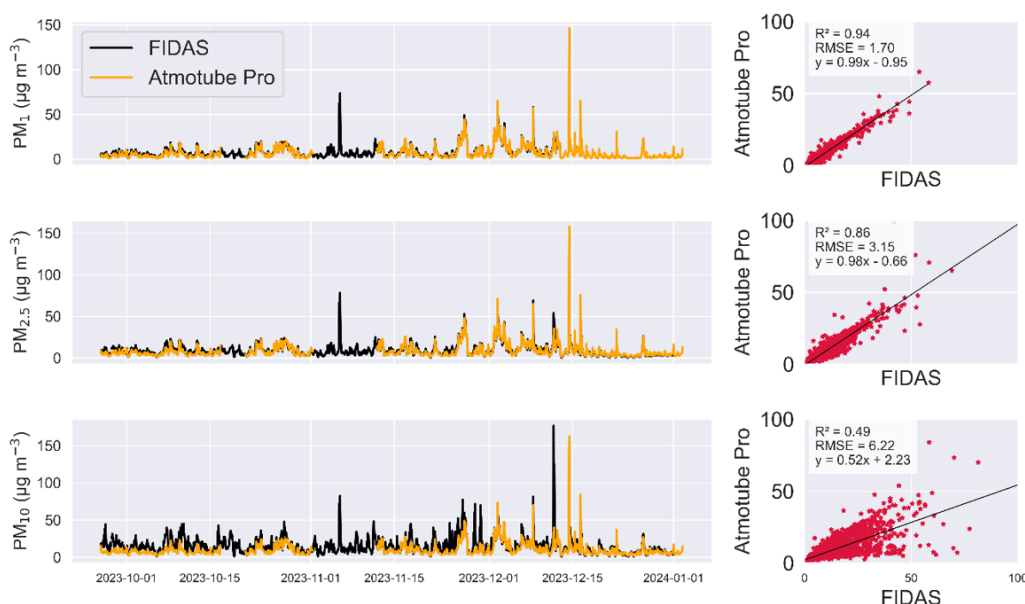 FIDAS
Atmotube Pro
PM₁ (μg m⁻³)
150
100
50
0
R² = 0.94
RMSE = 1.70
y = 0.99x - 0.95
Atmotube Pro
100
50
0
FIDAS
PM₂.₅ (μg m⁻³)
150
100
50
0
R² = 0.86
RMSE = 3.15
y = 0.98x - 0.66
Atmotube Pro
100
50
0
FIDAS
PM₁₀ (μg m⁻³)
150
100
50
0
2023-10-01 2023-10-15 2023-11-01 2023-11-15 2023-12-01 2023-12-15 2024-01-01
R² = 0.49
RMSE = 6.22
y = 0.52x + 2.23
Atmotube Pro
100
50
0
0 50 100
FIDAS